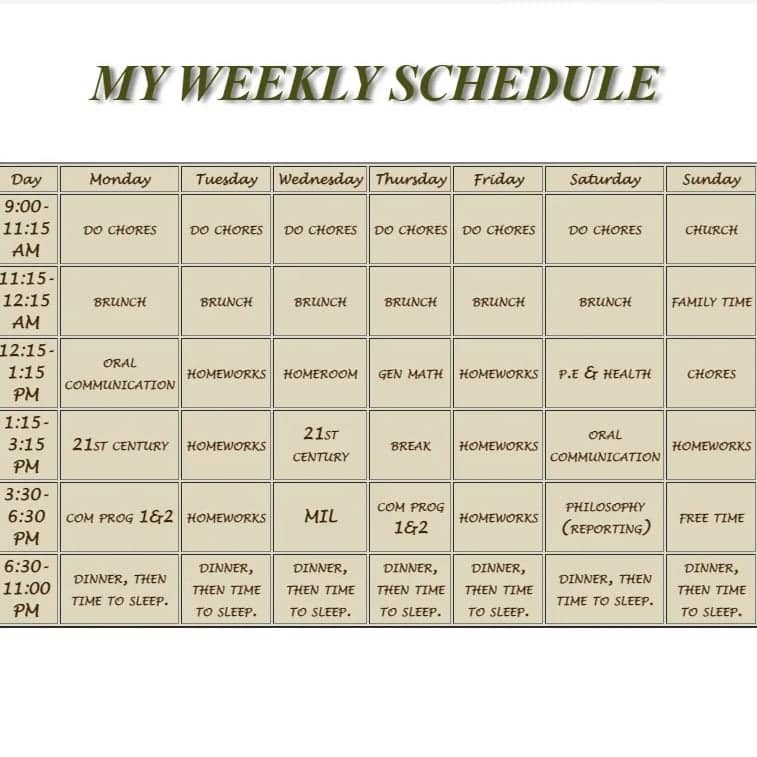 MY WEEKLY SCHEDULE
Day Monday Tuesday Wednesday Thursday Friday Saturday Sunday
9:00-
11:15
AM
DO CHORES DO CHORES DO CHORES DO CHORES DO CHORES DO CHORES CHURCH
11:15-
12:15
AM
BRUNCH BRUNCH BRUNCH BRUNCH BRUNCH BRUNCH FAMILY TIME
12:15-
1:15
PM
ORAL
COMMUNICATION
HOMEWORKS HOMEROOM GEN MATH HOMEWORKS P.E & HEALTH CHORES
1:15-
3:15
PM
21ST CENTURY HOMEWORKS
21ST
CENTURY
BREAK HOMEWORKS
ORAL
COMMUNICATION
HOMEWORKS
3:30-
6:30
PM
COM PROG 1&2 HOMEWORKS MIL
COM PROG
1&2
HOMEWORKS
PHILOSOPHY
(REPORTING)
FREE TIME
6:30-
11:00
PM
DINNER, THEN
TIME TO SLEEP.
DINNER,
THEN TIME
TO SLEEP.
DINNER,
THEN TIME
TO SLEEP.
DINNER,
THEN TIME
TO SLEEP.
DINNER,
THEN TIME
TO SLEEP.
DINNER, THEN
TIME TO SLEEP.
DINNER,
THEN TIME
TO SLEEP.